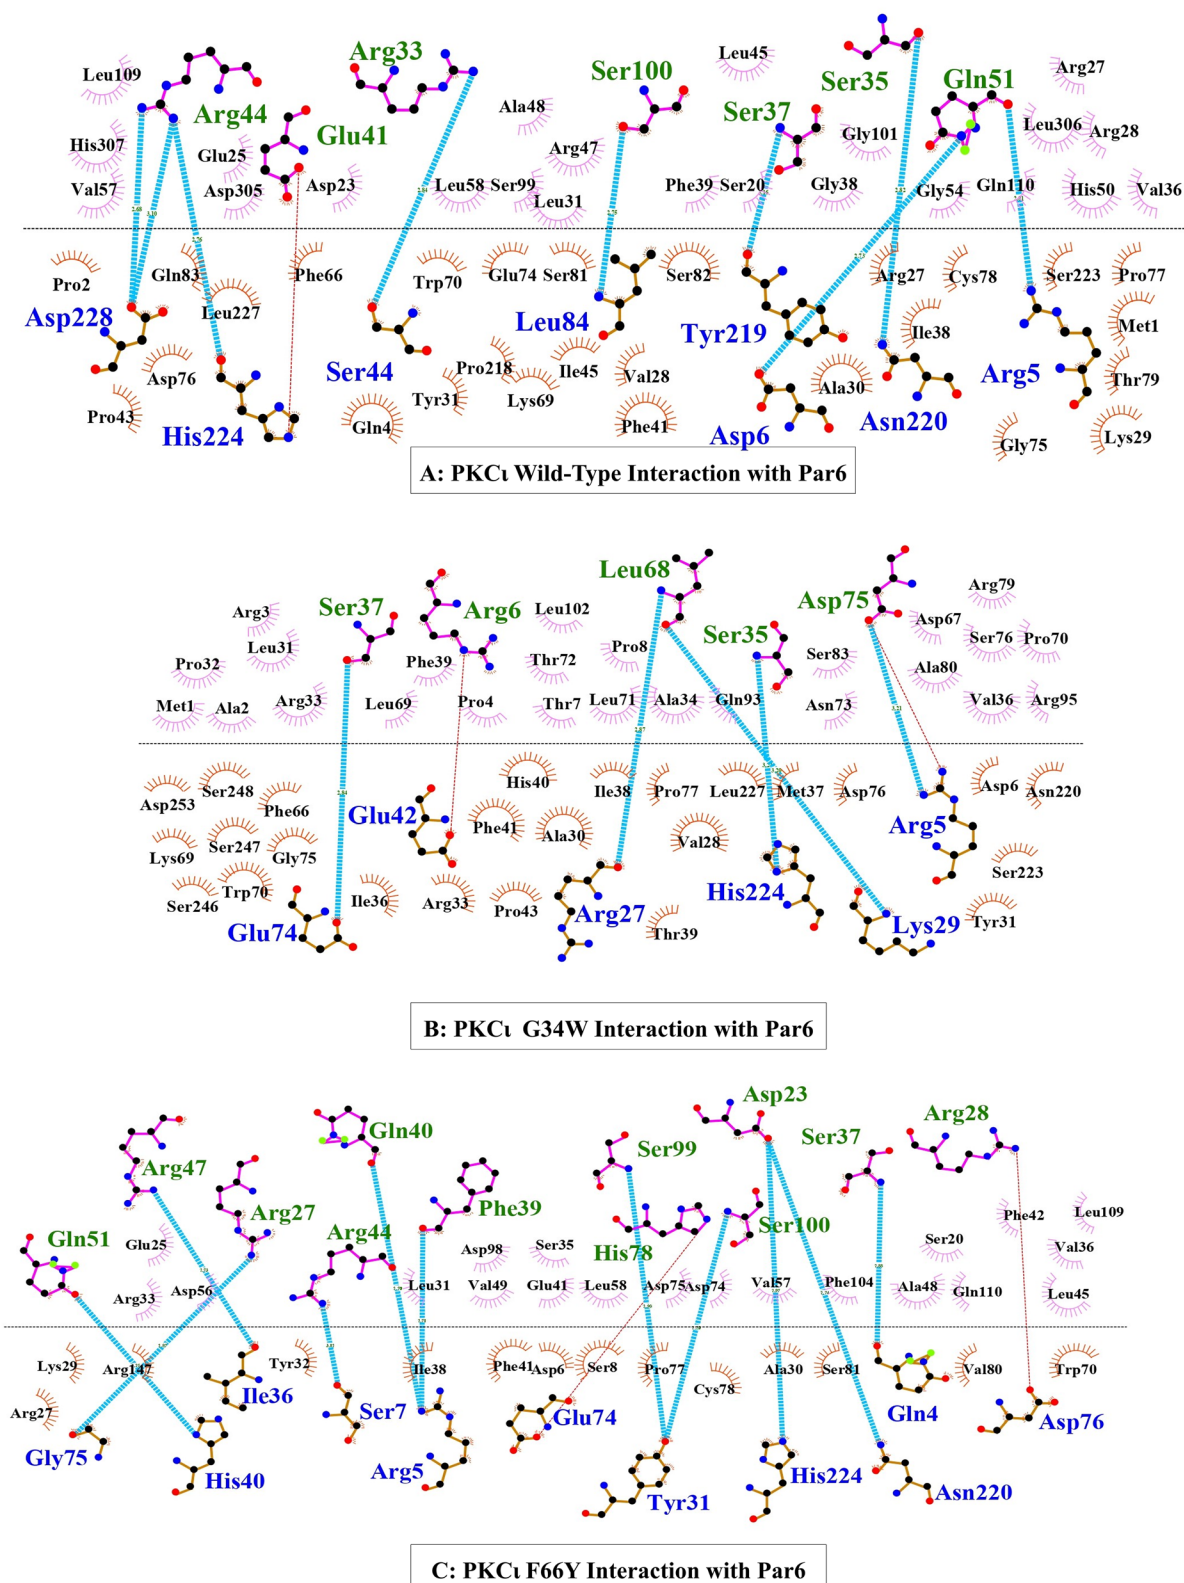 Leu109
Arg33
Leu45
Ser35
Arg27
Ser100
Gln51
Arg44
Ala48
Ser37
Glu41
Gly101
Leu306
Arg28
His307
Glu25
Arg47
Val57
Asp305
Asp23
Leu58
Ser99
Leu31
Phe39
Ser20
Gly38
Gly54
Gln110
His50
Val36
Pro2
Gln83
Phe66
Trp70
Glu74
Ser81
Ser82
Arg27
Cys78
Ser223
Pro77
Asp228
Leu227
Leu84
Tyr219
Ile38
Met1
Asp76
Ser44
Pro218
Ile45
Val28
Ala30
Arg5
Thr79
Pro43
His224
Gln4
Tyr31
Lys69
Phe41
Asp6
Asn220
Gly75
Lys29
A: PKCι Wild-Type Interaction with Par6
Leu68
Asp75
Arg79
Arg3
Ser37
Arg6
Leu102
Ser35
Asp67
Ser76
Pro70
Leu31
Pro8
Ser83
Pro32
Phe39
Thr72
Ala80
Met1
Ala2
Arg33
Leu69
Pro4
Thr7
Leu71
Ala34
Gln93
Asn73
Val36
Arg95
Asp253
Ser248
Phe66
His40
Ile38
Pro77
Leu227
Met37
Asp76
Asp6
Asn220
Glu42
Phe41
Ala30
Val28
Arg5
Lys69
Ser247
Gly75
Ser223
Ser246
Trp70
Ile36
Arg33
Pro43
Arg27
His224
Lys29
Tyr31
Glu74
Thr39
B: PKCι G34W Interaction with Par6
Asp23
Gln40
Arg28
Ser99
Ser37
Arg47
Arg27
Phe39
Gln51
Arg44
His78
Ser100
Phe42
Leu109
Glu25
Asp98
Ser35
Ser20
Val36
Arg33
Asp56
Leu31
Val49
Glu41
Leu58
Asp75
Asp74
Val57
Phe104
Ala48
Gln110
Leu45
Lys29
Arg147
Tyr32
Ile38
Phe41
Asp6
Ser8
Pro77
Cys78
Ala30
Ser81
Val80
Trp70
Arg27
Ile36
Ser7
Glu74
Gln4
Asp76
Gly75
His40
Arg5
Tyr31
His224
Asn220
C: PKCι F66Y Interaction with Par6